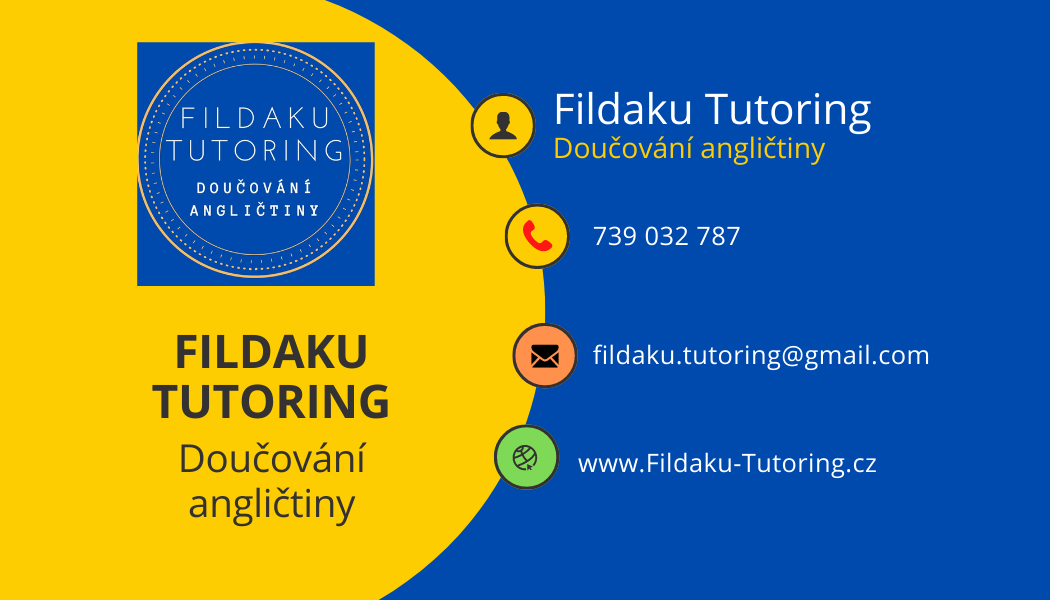 FILDAKU
TUTORING
DOUČOVÁNÍ
ANGLIČTINY
FILDAKU
TUTORING
Doučování
angličtiny
Fildaku Tutoring
Doučování angličtiny
739 032 787
fildaku.tutoring@gmail.com
www.Fildaku-Tutoring.cz